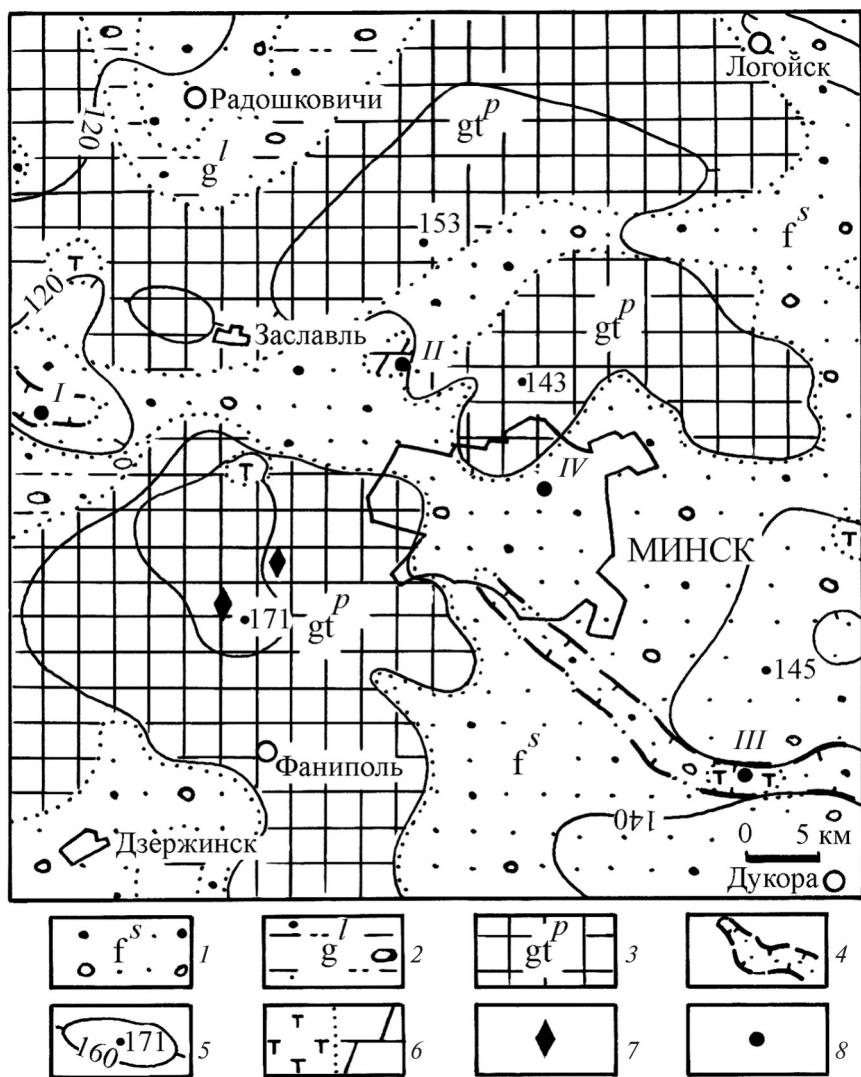 Логойск
Радошковичи
120
gt^p
g^l
153
f^s
120
Заславль
gt^p
II
143
I
IV
МИНСК
171
gt^p
145
III
f^s
Фаниполь
140
0 5 км
Дзержинск
Дукора
f^s 1
g^l 2
gt^p 3
4
160 171 5
т т т т т 6
7
8
т
т
т
т т